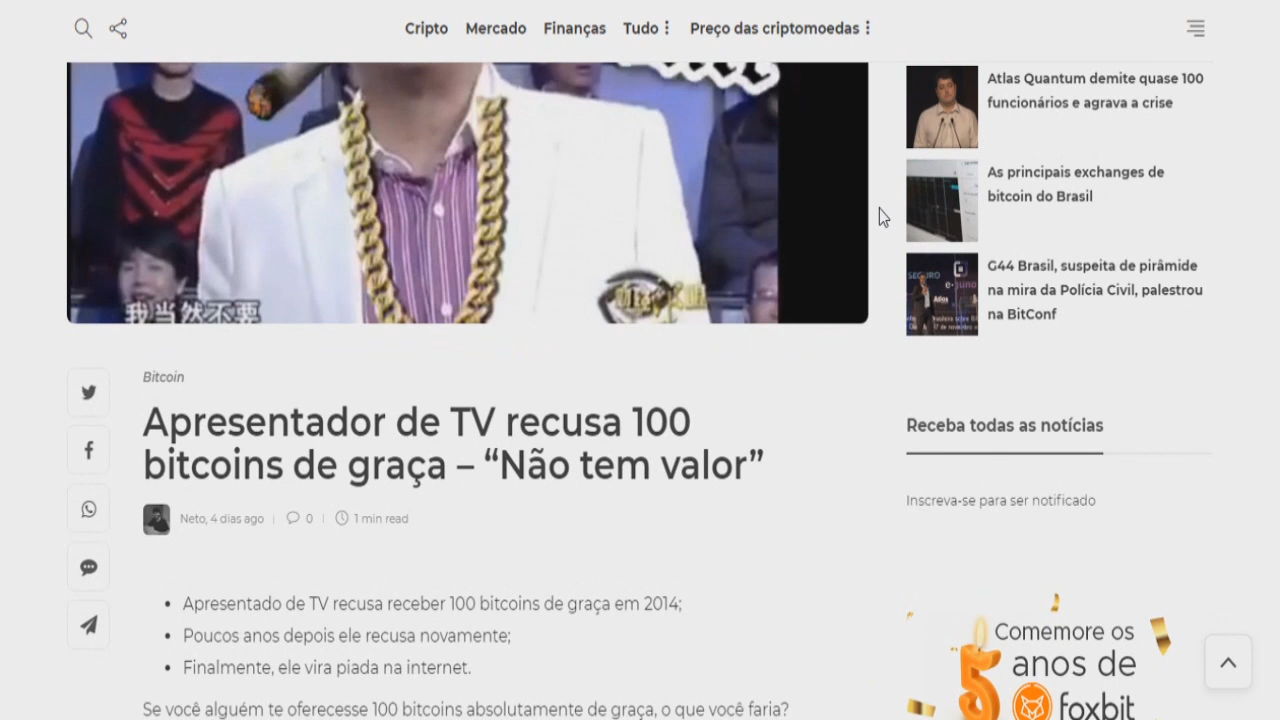 Cripto Mercado Finanças Tudo Preço das criptomoedas
我当然不要
Atlas Quantum demite quase 100
funcionários e agrava a crise
As principais exchanges de
bitcoin do Brasil
G44 Brasil, suspeita de pirâmide
na mira da Polícia Civil, palestrou
na BitConf
Bitcoin
Apresentador de TV recusa 100
bitcoins de graça – “Não tem valor”
Neto, 4 dias ago 0 1 min read
Apresentado de TV recusa receber 100 bitcoins de graça em 2014;
Poucos anos depois ele recusa novamente;
Finalmente, ele vira piada na internet.
Se você alguém te oferecesse 100 bitcoins absolutamente de graça, o que você faria?
Receba todas as notícias
Inscreva-se para ser notificado
Comemore os
5 anos de
foxbit